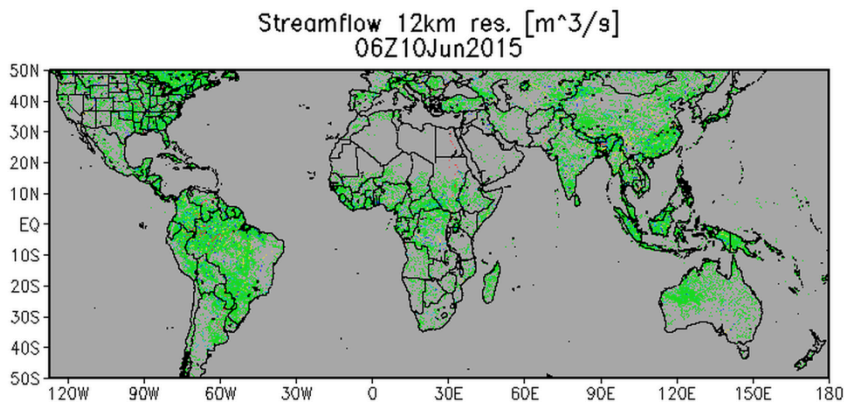 Streamflow 12km res. [m^3/s]
06Z10Jun2015
50N
40N
30N
20N
10N
EQ
10S
20S
30S
40S
50S
120W 90W 60W 30W 0 30E 60E 90E 120E 150E 180